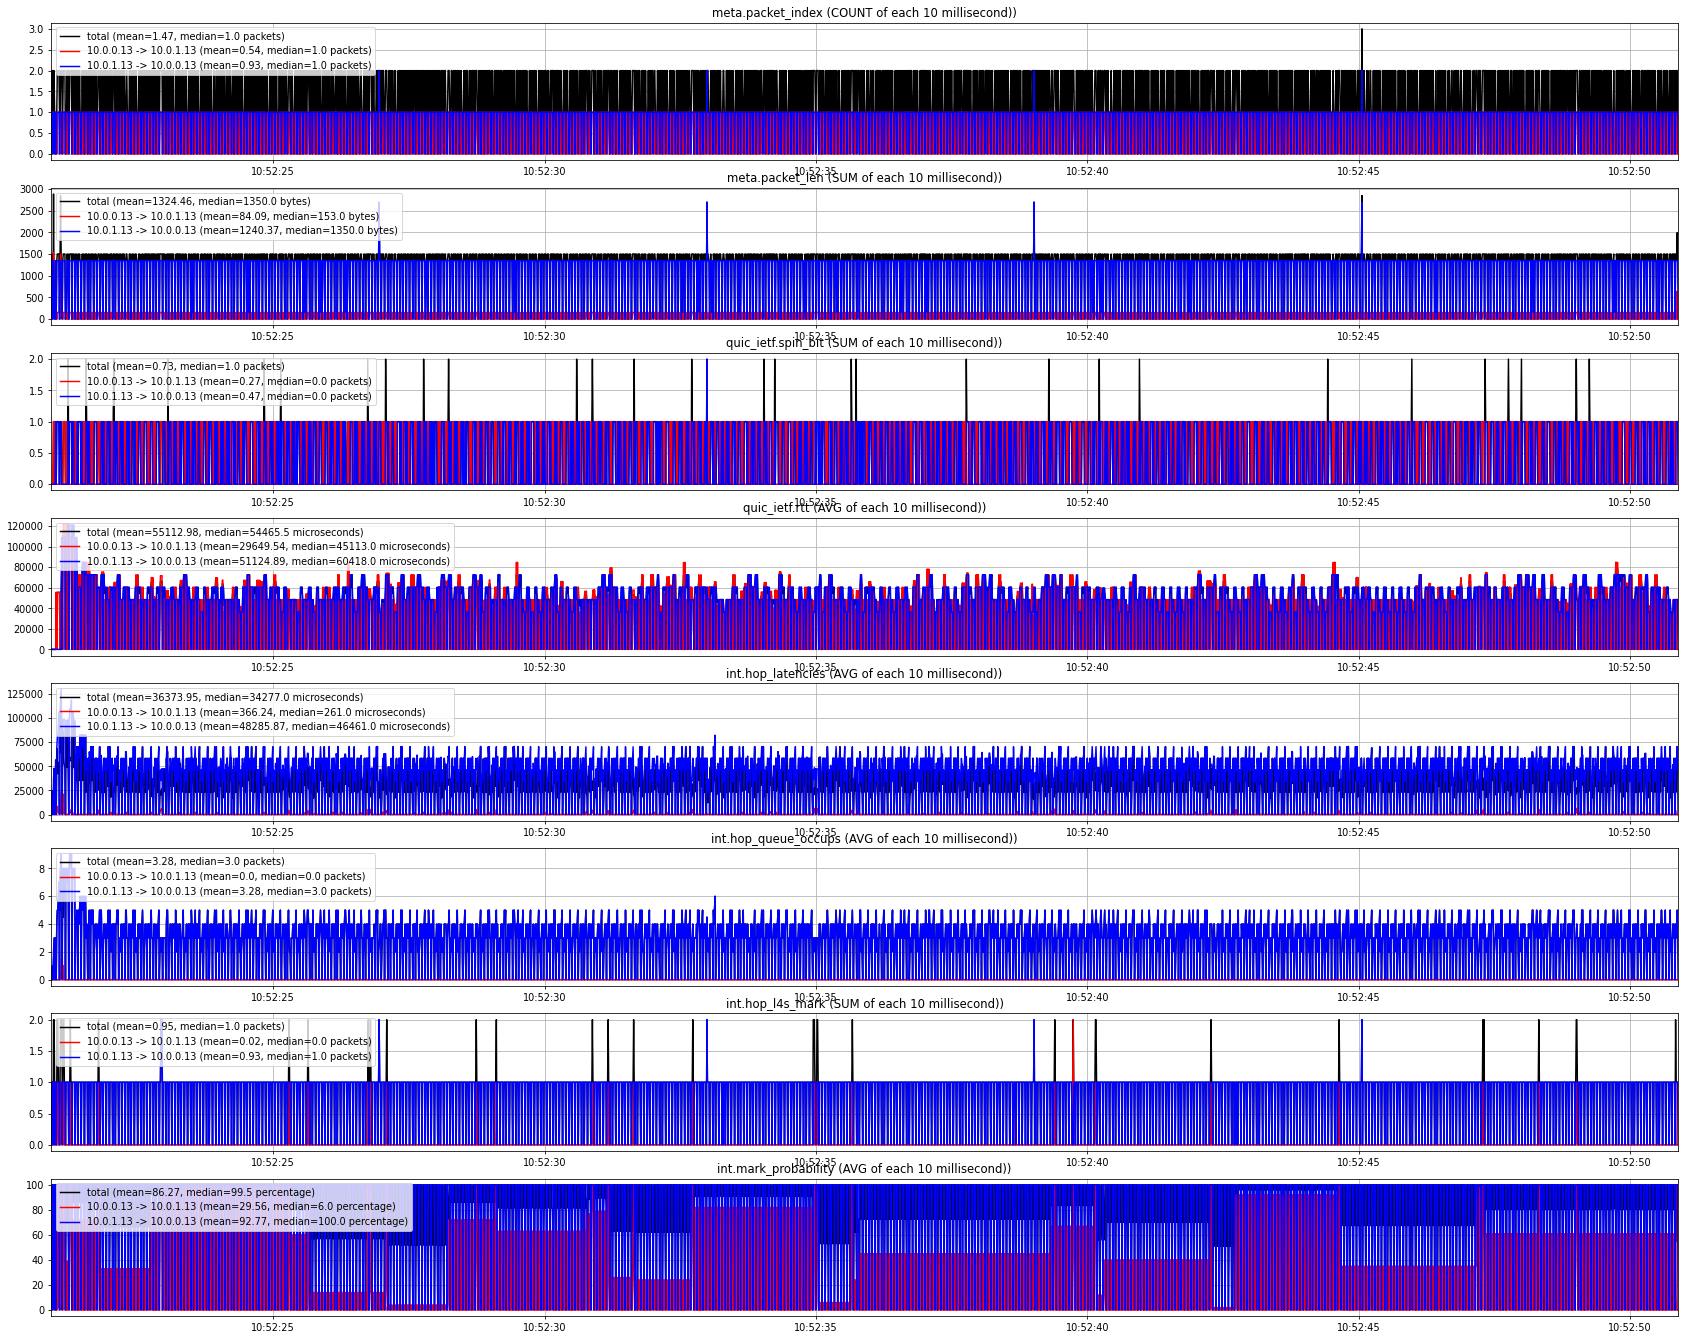 meta.packet_index (COUNT of each 10 millisecond))
3.0
total (mean=1.47, median=1.0 packets)
2.5
10.0.0.13 -> 10.0.1.13 (mean=0.54, median=1.0 packets)
10.0.1.13 -> 10.0.0.13 (mean=0.93, median=1.0 packets)
2.0
1.5
1.0
0.5
0.0
10:52:25 10:52:30 10:52:35 10:52:40 10:52:45 10:52:50
meta.packet_len (SUM of each 10 millisecond))
3000
total (mean=1324.46, median=1350.0 bytes)
2500
10.0.0.13 -> 10.0.1.13 (mean=84.09, median=153.0 bytes)
10.0.1.13 -> 10.0.0.13 (mean=1240.37, median=1350.0 bytes)
2000
1500
1000
500
0
10:52:25 10:52:30 10:52:35 10:52:40 10:52:45 10:52:50
quic_ietf.spin_bit (SUM of each 10 millisecond))
2.0
total (mean=0.73, median=1.0 packets)
10.0.0.13 -> 10.0.1.13 (mean=0.27, median=0.0 packets)
1.5
10.0.1.13 -> 10.0.0.13 (mean=0.47, median=0.0 packets)
1.0
0.5
0.0
10:52:25 10:52:30 10:52:35 10:52:40 10:52:45 10:52:50
quic_ietf.rtt (AVG of each 10 millisecond))
120000
total (mean=55112.98, median=54465.5 microseconds)
10.0.0.13 -> 10.0.1.13 (mean=29649.54, median=45113.0 microseconds)
100000
10.0.1.13 -> 10.0.0.13 (mean=51124.89, median=60418.0 microseconds)
80000
60000
40000
20000
0
10:52:25 10:52:30 10:52:35 10:52:40 10:52:45 10:52:50
int.hop_latencies (AVG of each 10 millisecond))
125000
total (mean=36373.95, median=34277.0 microseconds)
10.0.0.13 -> 10.0.1.13 (mean=366.24, median=261.0 microseconds)
100000
10.0.1.13 -> 10.0.0.13 (mean=48285.87, median=46461.0 microseconds)
75000
50000
25000
0
10:52:25 10:52:30 10:52:35 10:52:40 10:52:45 10:52:50
int.hop_queue_occups (AVG of each 10 millisecond))
total (mean=3.28, median=3.0 packets)
8
10.0.0.13 -> 10.0.1.13 (mean=0.0, median=0.0 packets)
10.0.1.13 -> 10.0.0.13 (mean=3.28, median=3.0 packets)
6
4
2
0
10:52:25 10:52:30 10:52:35 10:52:40 10:52:45 10:52:50
int.hop_l4s_mark (SUM of each 10 millisecond))
2.0
total (mean=0.95, median=1.0 packets)
10.0.0.13 -> 10.0.1.13 (mean=0.02, median=0.0 packets)
1.5
10.0.1.13 -> 10.0.0.13 (mean=0.93, median=1.0 packets)
1.0
0.5
0.0
10:52:25 10:52:30 10:52:35 10:52:40 10:52:45 10:52:50
int.mark_probability (AVG of each 10 millisecond))
100
total (mean=86.27, median=99.5 percentage)
10.0.0.13 -> 10.0.1.13 (mean=29.56, median=6.0 percentage)
80
10.0.1.13 -> 10.0.0.13 (mean=92.77, median=100.0 percentage)
60
40
20
0
10:52:25 10:52:30 10:52:35 10:52:40 10:52:45 10:52:50